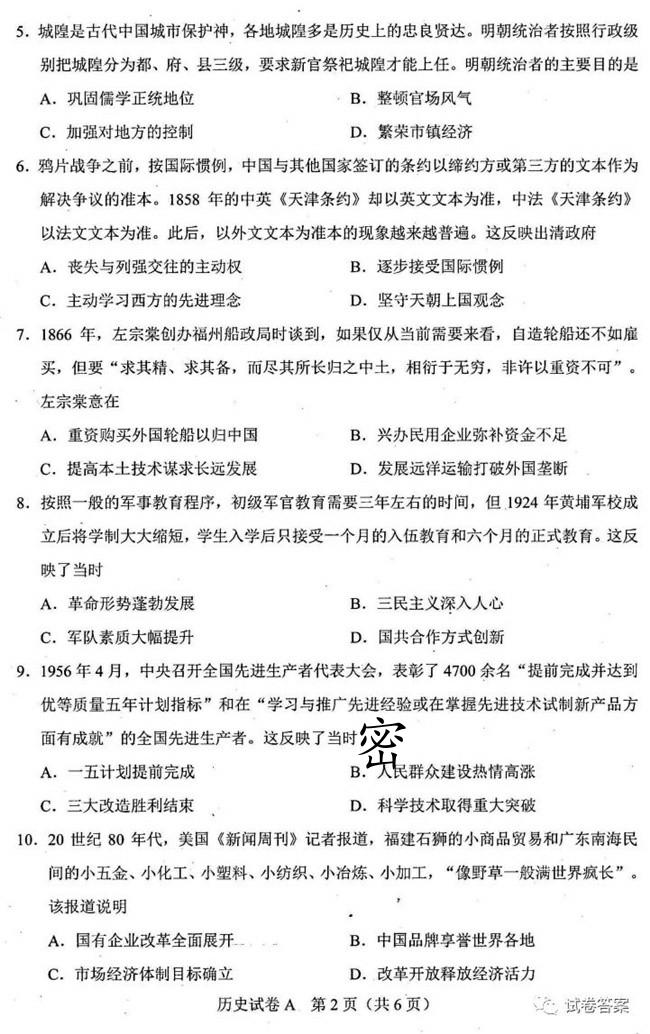 5．城隍是古代中国城市保护神，各地城隍多是历史上的忠良贤达。明朝统治者按照行政级
别把城隍分为都、府、县三级，要求新官祭祀城隍才能上任。明朝统治者的主要目的是
A．巩固儒学正统地位 B．整顿官场风气
C．加强对地方的控制 D．繁荣市镇经济
6．鸦片战争之前，按国际惯例，中国与其他国家签订的条约以缔约方或第三方的文本作为
解决争议的准本。1858 年的中英《天津条约》却以英文文本为准，中法《天津条约》
以法文文本为准。此后，以外文文本为准本的现象越来越普遍。这反映出清政府
A．丧失与列强交往的主动权 B．逐步接受国际惯例
C．主动学习西方的先进理念 D．坚守天朝上国观念
7．1866 年，左宗棠创办福州船政局时谈到，如果仅从当前需要来看，自造轮船还不如雇
买，但要“求其精、求其备，而尽其所长归之中土，相衍于无穷，非许以重资不可”。
左宗棠意在
A．重资购买外国轮船以归中国 B．兴办民用企业弥补资金不足
C．提高本土技术谋求长远发展 D．发展远洋运输打破外国垄断
8．按照一般的军事教育程序，初级军官教育需要三年左右的时间，但 1924 年黄埔军校成
立后将学制大大缩短，学生入学后只接受一个月的入伍教育和六个月的正式教育。这反
映了当时
A．革命形势蓬勃发展 B．三民主义深入人心
C．军队素质大幅提升 D．国共合作方式创新
9．1956 年 4 月，中央召开全国先进生产者代表大会，表彰了 4700 余名“提前完成并达到
优等质量五年计划指标”和在“学习与推广先进经验或在掌握先进技术试制新产品方
面有成就”的全国先进生产者。这反映了当时
密
A．一五计划提前完成 B．人民群众建设热情高涨
C．三大改造胜利结束 D．科学技术取得重大突破
10．20 世纪 80 年代，美国《新闻周刊》记者报道，福建石狮的小商品贸易和广东南海民
间的小五金、小化工、小塑料、小纺织、小冶炼、小加工，“像野草一般满世界疯长”。
该报道说明
A．国有企业改革全面展开 B．中国品牌享誉世界各地
C．市场经济体制目标确立 D．改革开放释放经济活力
历史试卷 A 第 2 页（共 6 页）
试卷答案